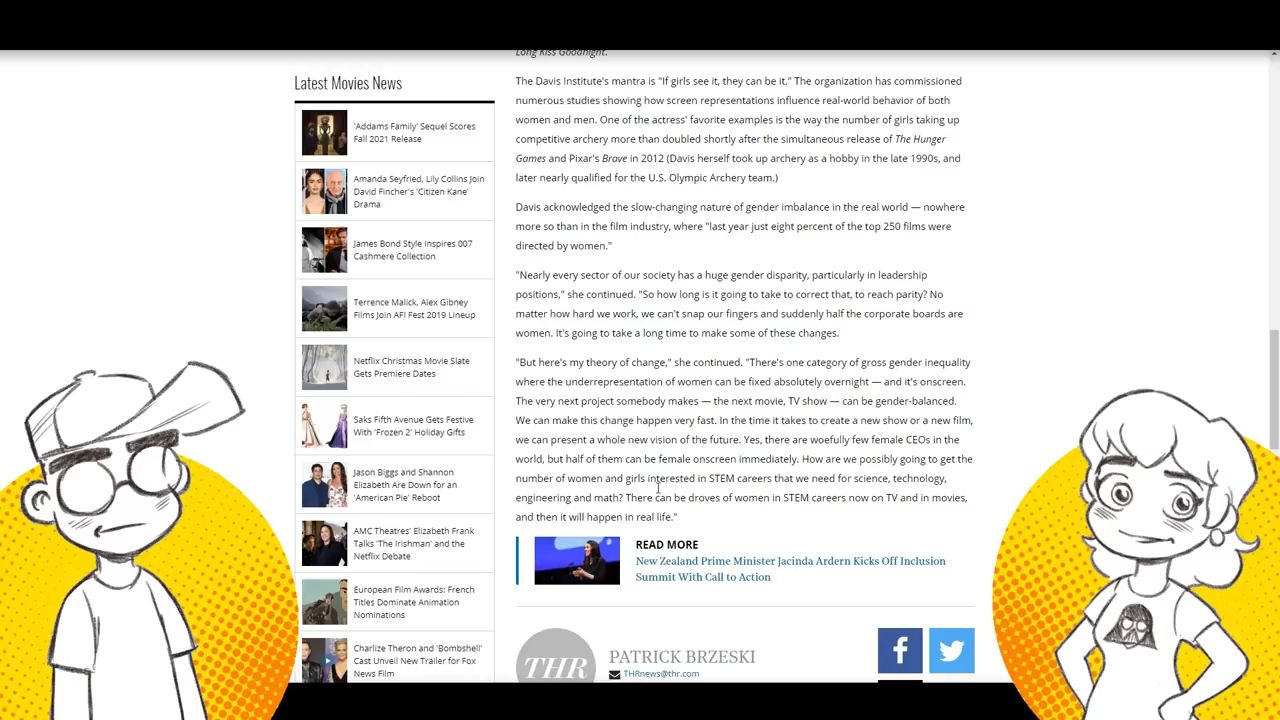 Long Kiss Goodnight.
Latest Movies News
'Addams Family' Sequel Scores
Fall 2021 Release
Amanda Seyfried, Lily Collins Join
David Fincher's 'Citizen Kane'
Drama
James Bond Style Inspires 007
Cashmere Collection
Terrence Malick, Alex Gibney
Films Join AFI Fest 2019 Lineup
Netflix Christmas Movie Slate
Gets Premiere Dates
Saks Fifth Avenue Gets Festive
With 'Frozen 2' Holiday Gifts
Jason Biggs and Shannon
Elizabeth Are Down for an
'American Pie' Reboot
AMC Theatres' Elizabeth Frank
Talks 'The Irishman' and the
Netflix Debate
European Film Awards: French
Titles Dominate Animation
Nominations
Charlize Theron and 'Bombshell'
Cast Unveil New Trailer for Fox
News Film
The Davis Institute's mantra is "If girls see it, they can be it." The organization has commissioned
numerous studies showing how screen representations influence real-world behavior of both
women and men. One of the actress' favorite examples is the way the number of girls taking up
competitive archery more than doubled shortly after the simultaneous release of The Hunger
Games and Pixar's Brave in 2012 (Davis herself took up archery as a hobby in the late 1990s, and
later nearly qualified for the U.S. Olympic Archery team.)
Davis acknowledged the slow-changing nature of gender imbalance in the real world — nowhere
more so than in the film industry, where "last year just eight percent of the top 250 films were
directed by women."
"Nearly every sector of our society has a huge gender disparity, particularly in leadership
positions," she continued. "So how long is it going to take to correct that, to reach parity? No
matter how hard we work, we can't snap our fingers and suddenly half the corporate boards are
women. It's going to take a long time to make some of these changes.
"But here's my theory of change," she continued. "There's one category of gross gender inequality
where the underrepresentation of women can be fixed absolutely overnight — and it's onscreen.
The very next project somebody makes — the next movie, TV show — can be gender-balanced.
We can make this change happen very fast. In the time it takes to create a new show or a new film,
we can present a whole new vision of the future. Yes, there are woefully few female CEOs in the
world, but half of them can be female onscreen immediately. How are we possibly going to get the
number of women and girls interested in STEM careers that we need for science, technology,
engineering and math? There can be droves of women in STEM careers now on TV and in movies,
and then it will happen in real life."
READ MORE
New Zealand Prime Minister Jacinda Ardern Kicks Off Inclusion
Summit With Call to Action
THR
PATRICK BRZESKI
THRnews@thr.com